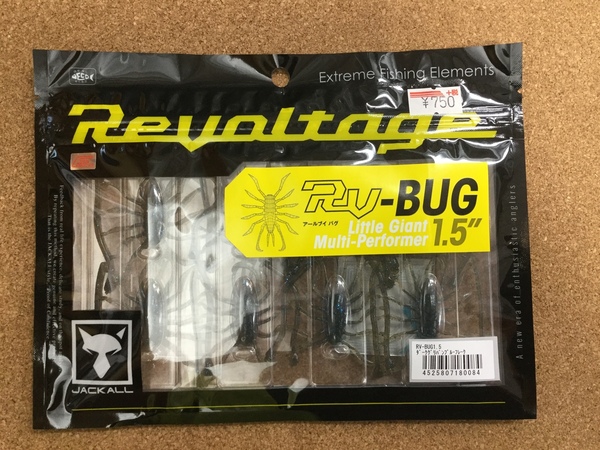 Extreme Fishing Elements
+税
¥750
Revoltage
RV-BUG
アールブイ バグ
Little Giant
Multi-Performer
1.5"
A new era of enthusiastic anglers
JACKALL
RV-BUG1.5
4525807180084